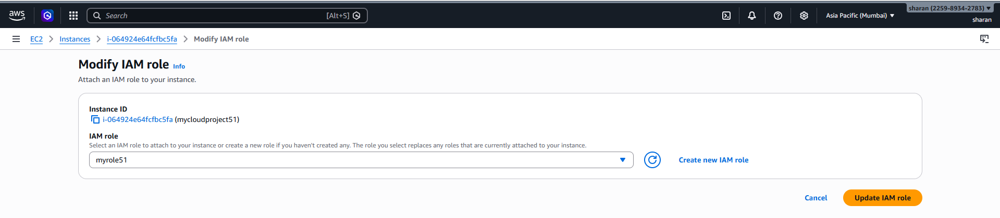 aws Search [Alt+S] Asia Pacific (Mumbai) sharan (2259-8934-2783)
sharan
EC2 Instances i-064924e64fcfbc5fa Modify IAM role
Modify IAM role Info
Attach an IAM role to your instance.
Instance ID
i-064924e64fcfbc5fa (mycloudproject51)
IAM role
Select an IAM role to attach to your instance or create a new role if you haven't created any. The role you select replaces any roles that are currently attached to your instance.
myrole51 Create new IAM role
Cancel Update IAM role